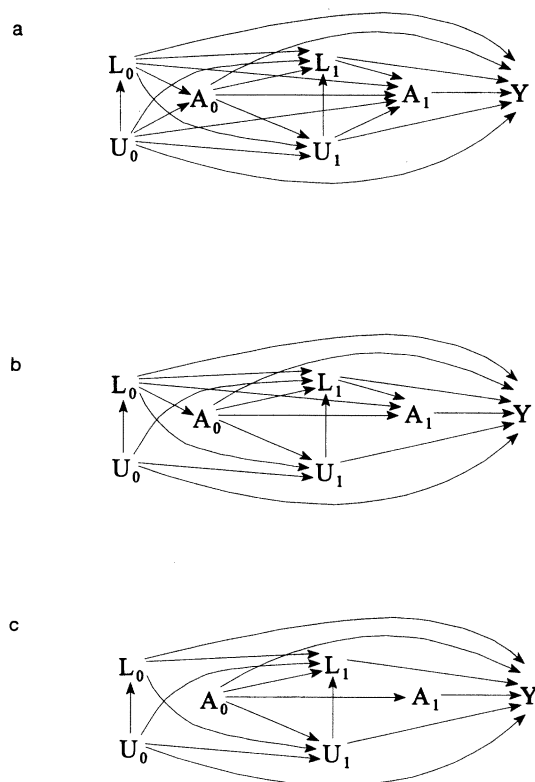 a
L₀ L₁
A₀ A₁ Y
U₀ U₁
b
L₀ L₁
A₀ A₁ Y
U₀ U₁
c
L₀ L₁
A₀ A₁ Y
U₀ U₁